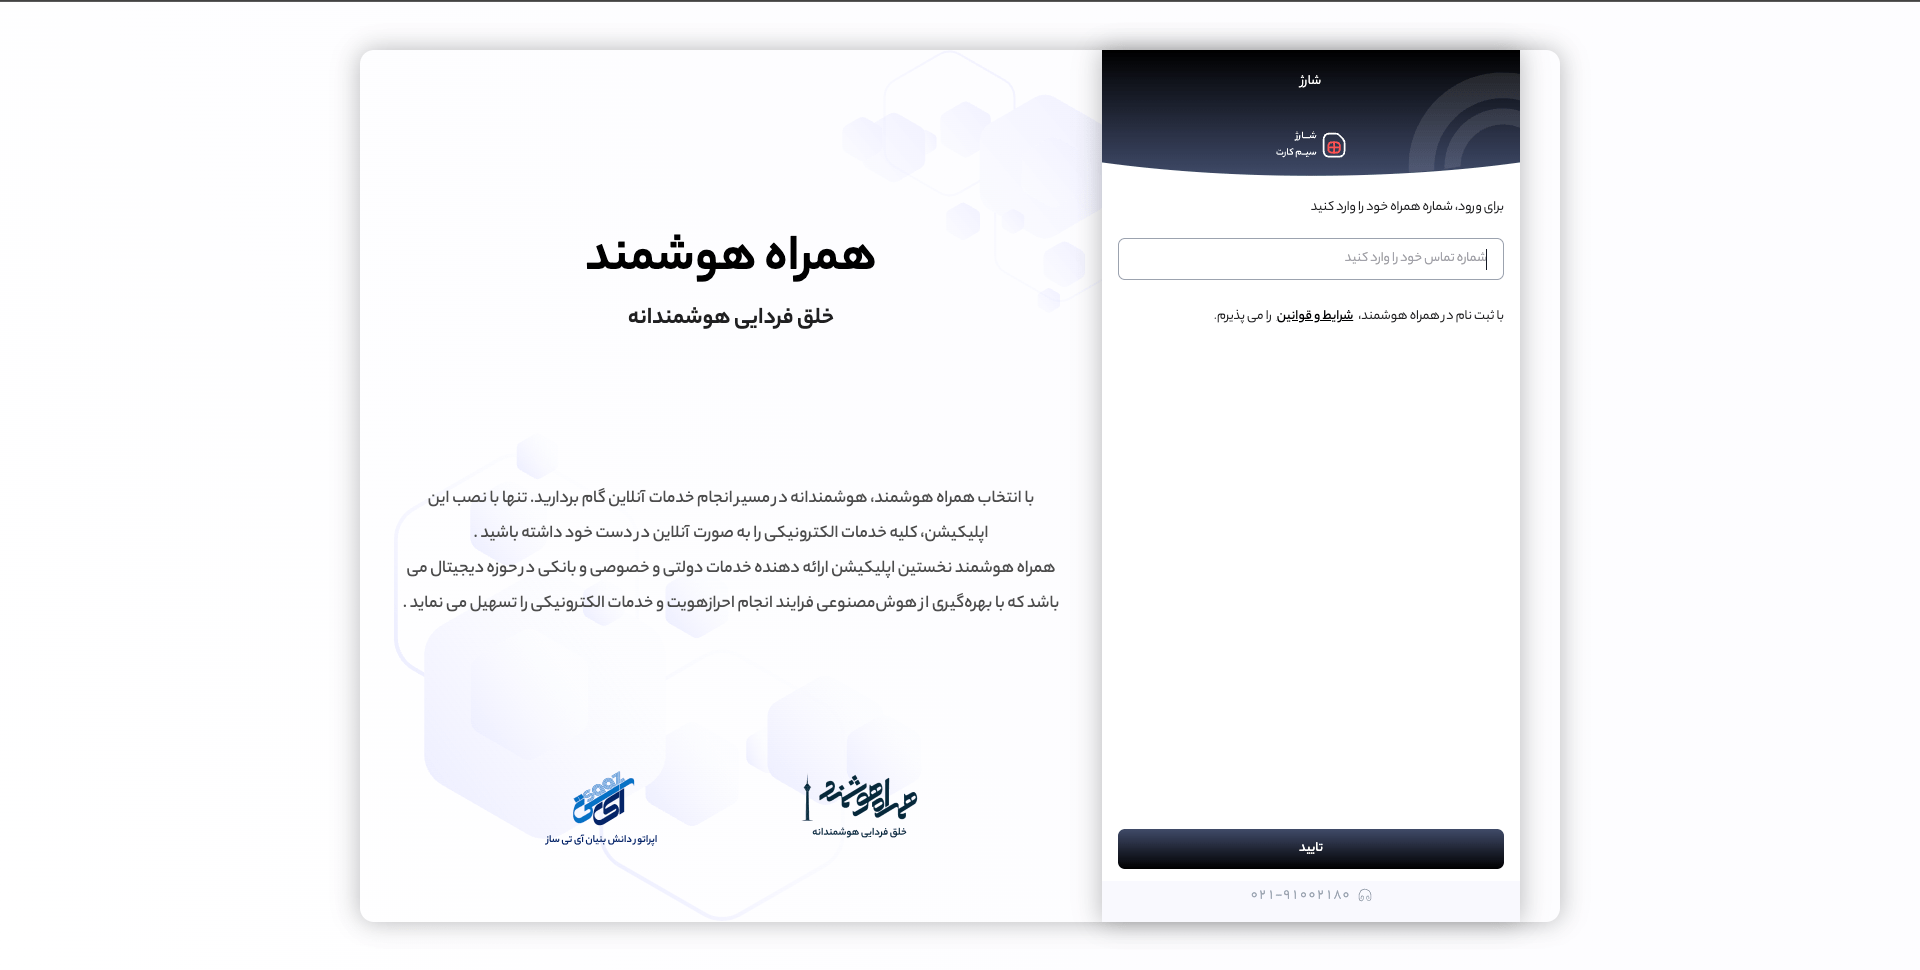 شارژ
شـــارژ
سیــم کارت
برای ورود، شماره همراه خود را وارد کنید
شماره تماس خود را وارد کنید
با ثبت نام در همراه هوشمند، شرایط و قوانین را می پذیرم.
تایید
۰۲۱-۹۱۰۰۲۱۸۰
همراه هوشمند
خلق فردایی هوشمندانه
با انتخاب همراه هوشمند، هوشمندانه در مسیر انجام خدمات آنلاین گام بردارید. تنها با نصب این
اپلیکیشن، کلیه خدمات الکترونیکی را به صورت آنلاین در دست خود داشته باشید .
همراه هوشمند نخستین اپلیکیشن ارائه دهنده خدمات دولتی و خصوصی و بانکی در حوزه دیجیتال می
باشد که با بهره‌گیری از هوش‌مصنوعی فرایند انجام احرازهویت و خدمات الکترونیکی را تسهیل می نماید .
همراه هوشمند
خلق فردایی هوشمندانه
saaz
آی تی
اپراتور دانش بنیان آی تی ساز